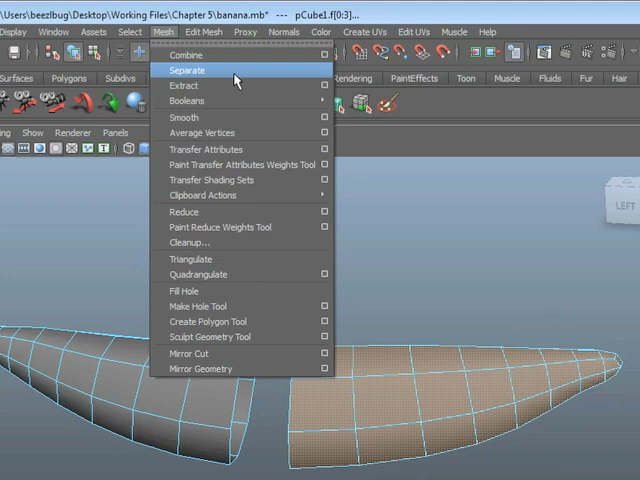 :\Users\beezlbug\Desktop\Working Files\Chapter 5\banana.mb*   ---   pCube1.f[0:3]...
Display Window Assets Select Mesh Edit Mesh Proxy Normals Color Create UVs Edit UVs Muscle Help
Surfaces Polygons Subdivs Rendering PaintEffects Toon Muscle Fluids Fur Hair
Shading Show Renderer Panels
Combine
Separate
Extract
Booleans
Smooth
Average Vertices
Transfer Attributes
Paint Transfer Attributes Weights Tool
Transfer Shading Sets
Clipboard Actions
Reduce
Paint Reduce Weights Tool
Cleanup...
Triangulate
Quadrangulate
Fill Hole
Make Hole Tool
Create Polygon Tool
Sculpt Geometry Tool
Mirror Cut
Mirror Geometry
LEFT